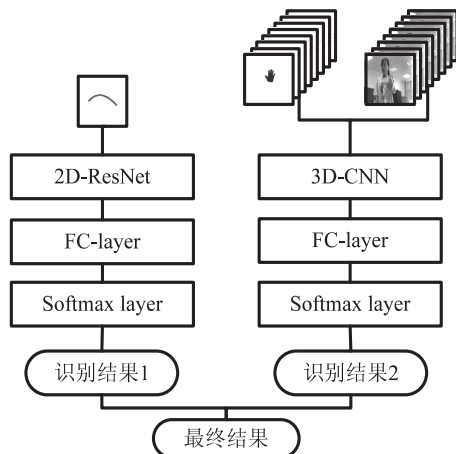 2D-ResNet
3D-CNN
FC-layer
FC-layer
Softmax layer
Softmax layer
识别结果1
识别结果2
最终结果